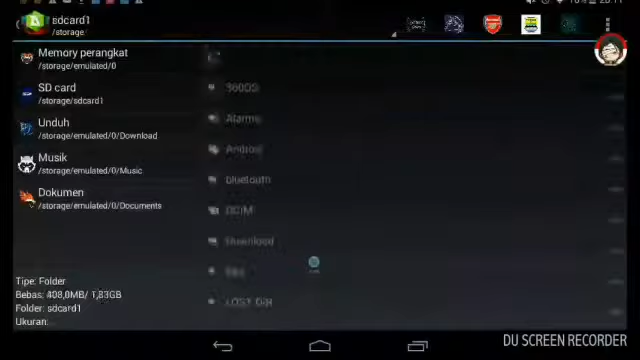 sdcard1
/storage
Memory perangkat
/storage/emulated/0
SD card
/storage/sdcard1
Unduh
/storage/emulated/0/Download
Musik
/storage/emulated/0/Music
Dokumen
/storage/emulated/0/Documents
360OS
Alarms
Android
bluetooth
DCIM
Download
LOST.DIR
Tipe: Folder
Bebas: 408,0MB/ 1,83GB
Folder: sdcard1
Ukuran:
DU SCREEN RECORDER